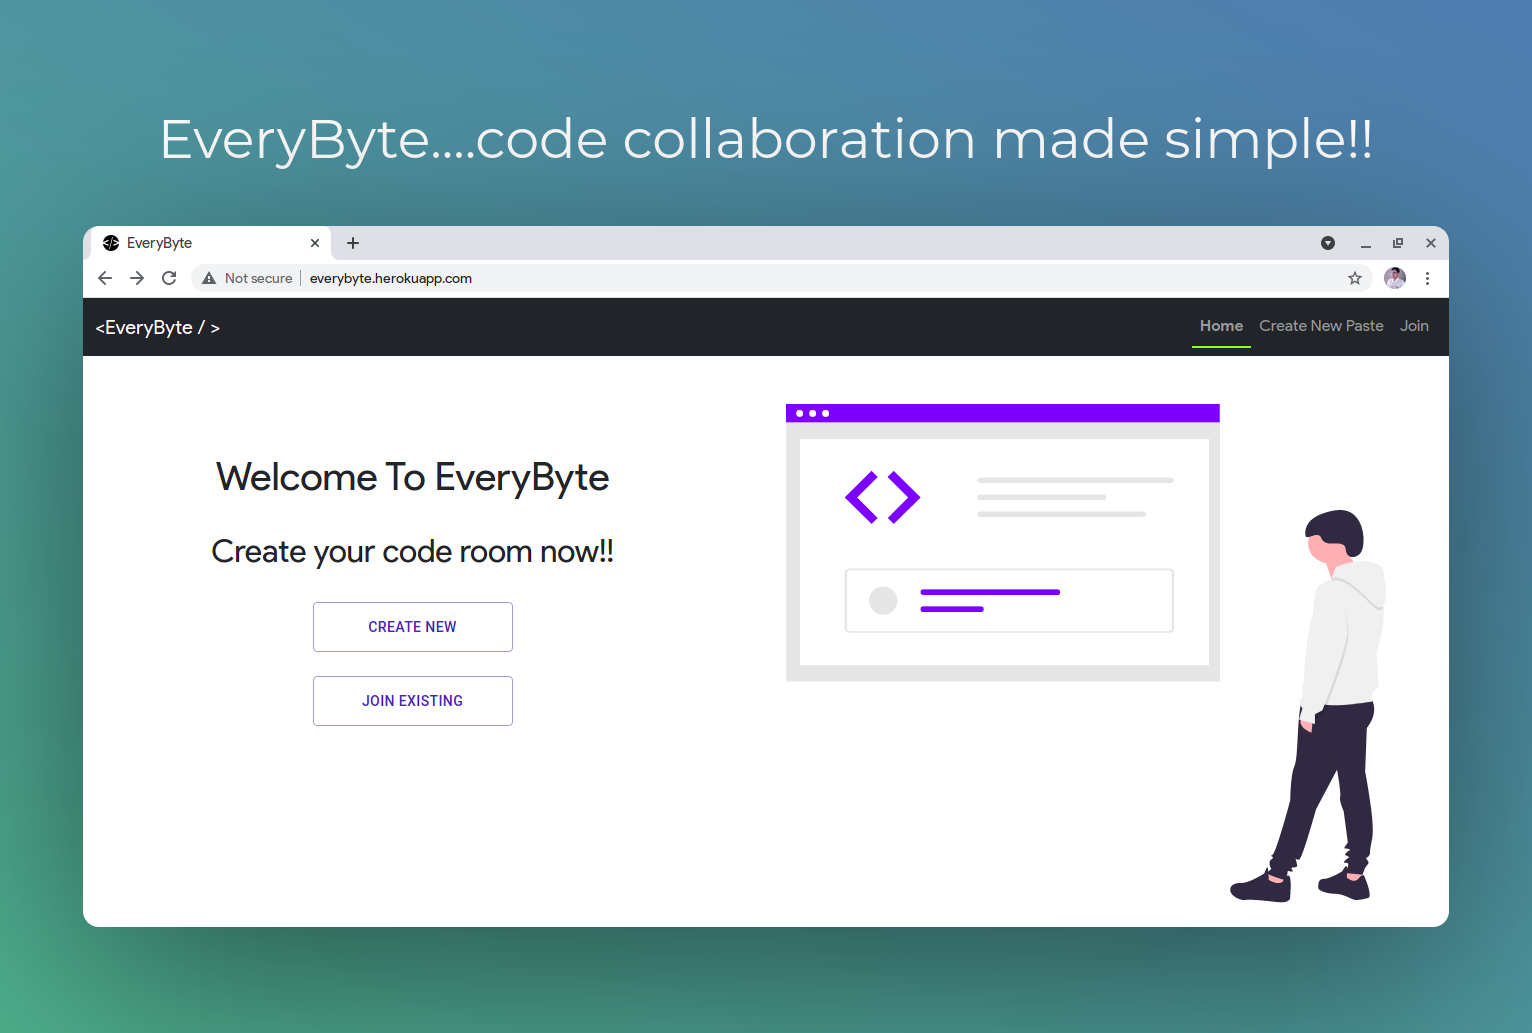 EveryByte....code collaboration made simple!!
EveryByte
Not secure everybyte.herokuapp.com
<EveryByte / > Home Create New Paste Join
Welcome To EveryByte
Create your code room now!!
CREATE NEW
JOIN EXISTING